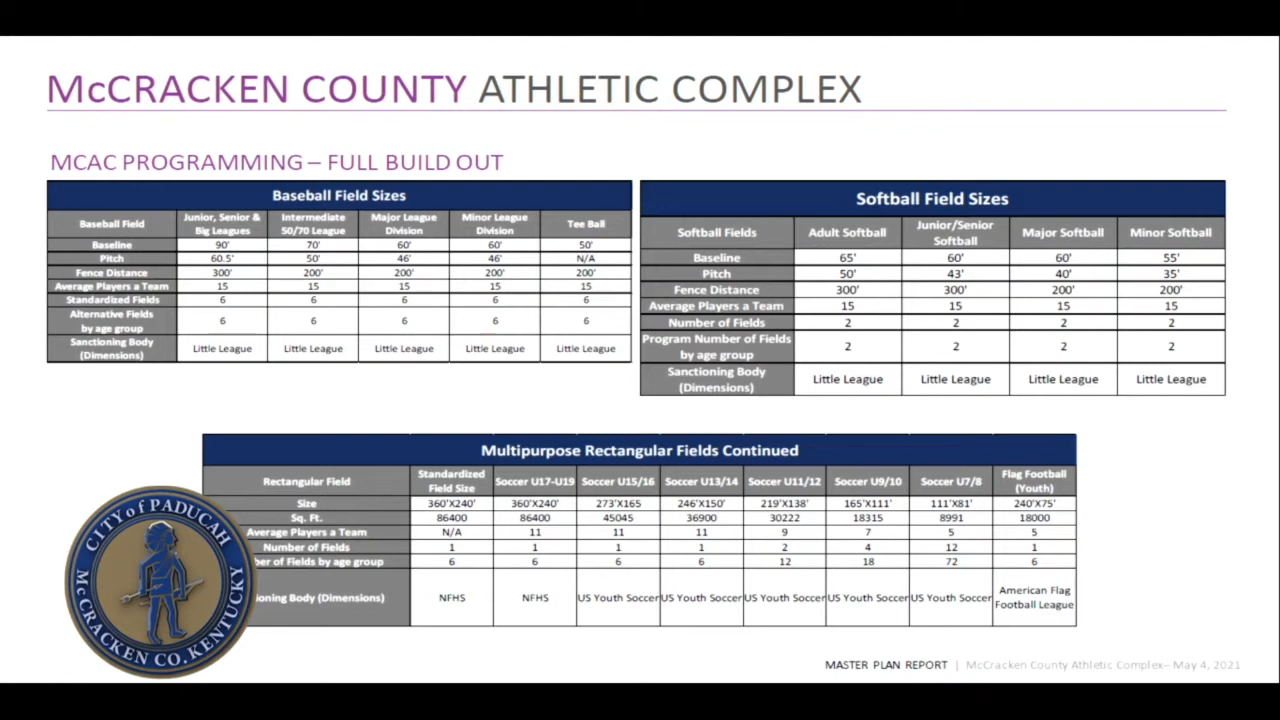 McCRACKEN COUNTY ATHLETIC COMPLEX
MCAC PROGRAMMING – FULL BUILD OUT
Baseball Field Sizes
Baseball Field | Junior, Senior & Big Leagues | Intermediate 50/70 League | Major League Division | Minor League Division | Tee Ball
Baseline | 90' | 70' | 60' | 60' | 50'
Pitch | 60.5' | 50' | 46' | 46' | N/A
Fence Distance | 300' | 200' | 200' | 200' | 200'
Average Players a Team | 15 | 15 | 15 | 15 | 15
Standardized Fields | 6 | 6 | 6 | 6 | 6
Alternative Fields by age group | 6 | 6 | 6 | 6 | 6
Sanctioning Body (Dimensions) | Little League | Little League | Little League | Little League | Little League
Softball Field Sizes
Softball Fields | Adult Softball | Junior/Senior Softball | Major Softball | Minor Softball
Baseline | 65' | 60' | 60' | 55'
Pitch | 50' | 43' | 40' | 35'
Fence Distance | 300' | 300' | 200' | 200'
Average Players a Team | 15 | 15 | 15 | 15
Number of Fields | 2 | 2 | 2 | 2
Program Number of Fields by age group | 2 | 2 | 2 | 2
Sanctioning Body (Dimensions) | Little League | Little League | Little League | Little League
Multipurpose Rectangular Fields Continued
Rectangular Field | Standardized Field Size | Soccer U17-U19 | Soccer U15/16 | Soccer U13/14 | Soccer U11/12 | Soccer U9/10 | Soccer U7/8 | Flag Football (Youth)
Size | 360'X240' | 360'X240' | 273'X165 | 246'X150' | 219'X138' | 165'X111' | 111'X81' | 240'X75'
Sq. Ft. | 86400 | 86400 | 45045 | 36900 | 30222 | 18315 | 8991 | 18000
Average Players a Team | N/A | 11 | 11 | 11 | 9 | 7 | 5 | 5
Number of Fields | 1 | 1 | 1 | 1 | 2 | 4 | 12 | 1
of Fields by age group | 6 | 6 | 6 | 6 | 12 | 18 | 72 | 6
Body (Dimensions) | NFHS | NFHS | US Youth Soccer | US Youth Soccer | US Youth Soccer | US Youth Soccer | US Youth Soccer | American Flag Football League
CITY of PADUCAH
McCRACKEN CO. KENTUCKY
MASTER PLAN REPORT | McCracken County Athletic Complex– May 4, 2021